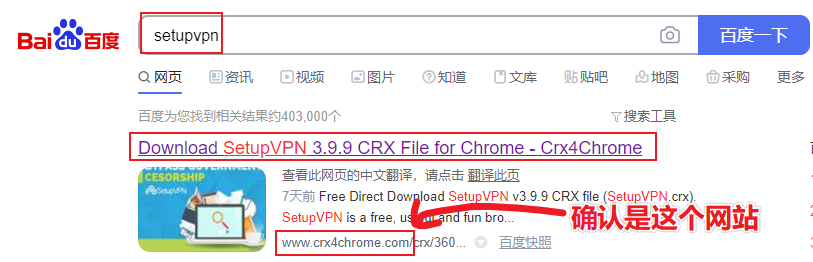 Bai du 百度
setupvpn
百度一下
网页 资讯 视频 图片 知道 文库 贴吧 地图 采购 更多
百度为您找到相关结果约403,000个
搜索工具
Download SetupVPN 3.9.9 CRX File for Chrome - Crx4Chrome
CESORSHIP
SetupVPN
查看此网页的中文翻译，请点击 翻译此页
7天前 Free Direct Download SetupVPN v3.9.9 CRX file (SetupVPN.crx).
SetupVPN is a free, and fun bro...
确认是这个网站
www.crx4chrome.com/crx/360... 百度快照